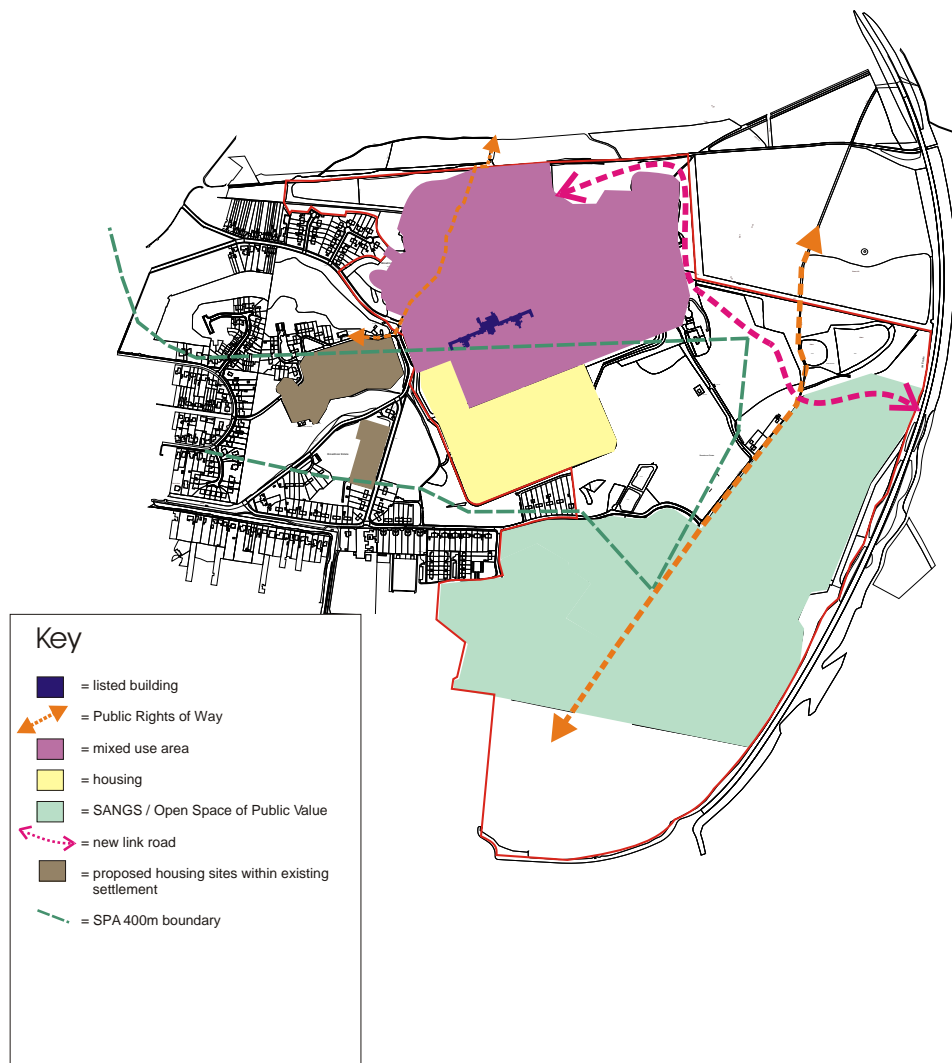 Key
= listed building
= Public Rights of Way
= mixed use area
= housing
= SANGS / Open Space of Public Value
= new link road
= proposed housing sites within existing
settlement
= SPA 400m boundary